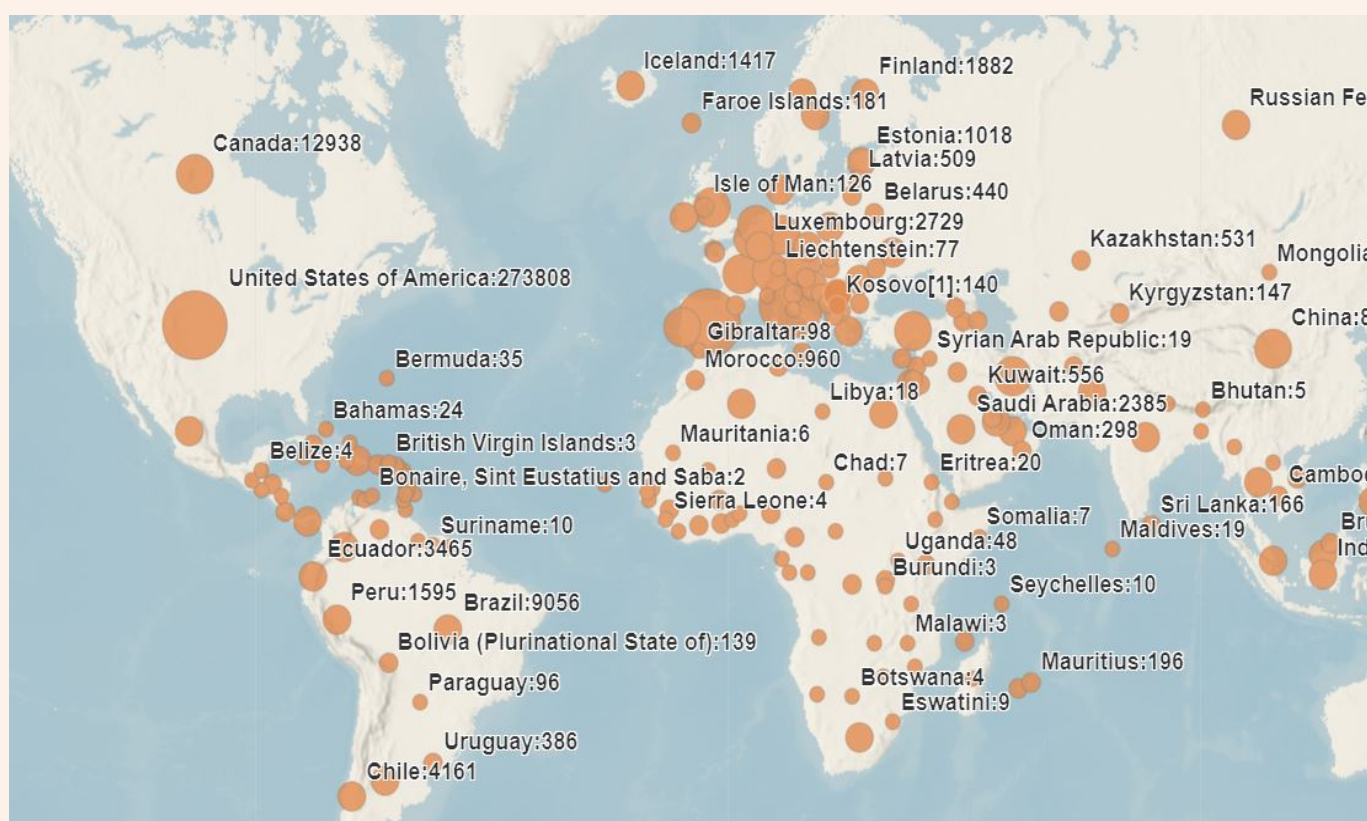 Iceland:1417
Finland:1882
Faroe Islands:181
Russian Fe
Canada:12938
Estonia:1018
Latvia:509
Isle of Man:126
Belarus:440
Luxembourg:2729
Liechtenstein:77
Kazakhstan:531
Mongolia
United States of America:273808
Kosovo[1]:140
Kyrgyzstan:147
China:8
Gibraltar:98
Syrian Arab Republic:19
Bermuda:35
Morocco:960
Kuwait:556
Libya:18
Bhutan:5
Bahamas:24
Saudi Arabia:2385
Mauritania:6
Oman:298
British Virgin Islands:3
Belize:4
Chad:7
Eritrea:20
Bonaire, Sint Eustatius and Saba:2
Cambod
Sierra Leone:4
Sri Lanka:166
Somalia:7
Suriname:10
Maldives:19
Br
Uganda:48
Ind
Ecuador:3465
Burundi:3
Seychelles:10
Peru:1595
Brazil:9056
Malawi:3
Bolivia (Plurinational State of):139
Mauritius:196
Botswana:4
Paraguay:96
Eswatini:9
Uruguay:386
Chile:4161